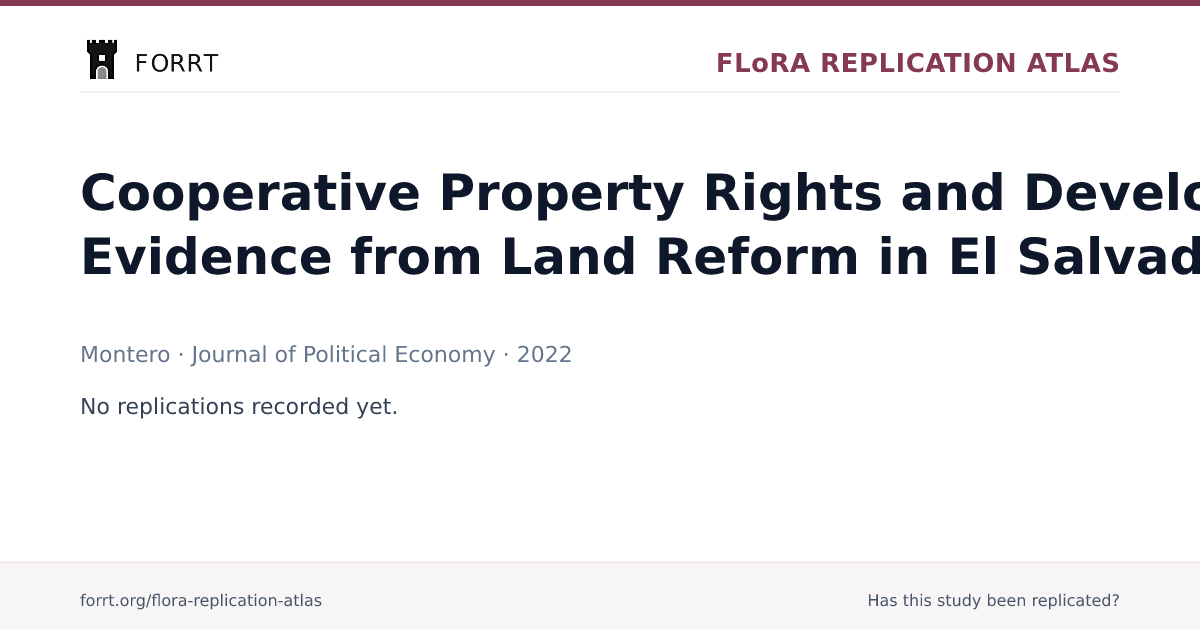 FORRT
FLoRA REPLICATION ATLAS
Cooperative Property Rights and Develo
Evidence from Land Reform in El Salvad
Montero · Journal of Political Economy · 2022
No replications recorded yet.
forrt.org/flora-replication-atlas
Has this study been replicated?